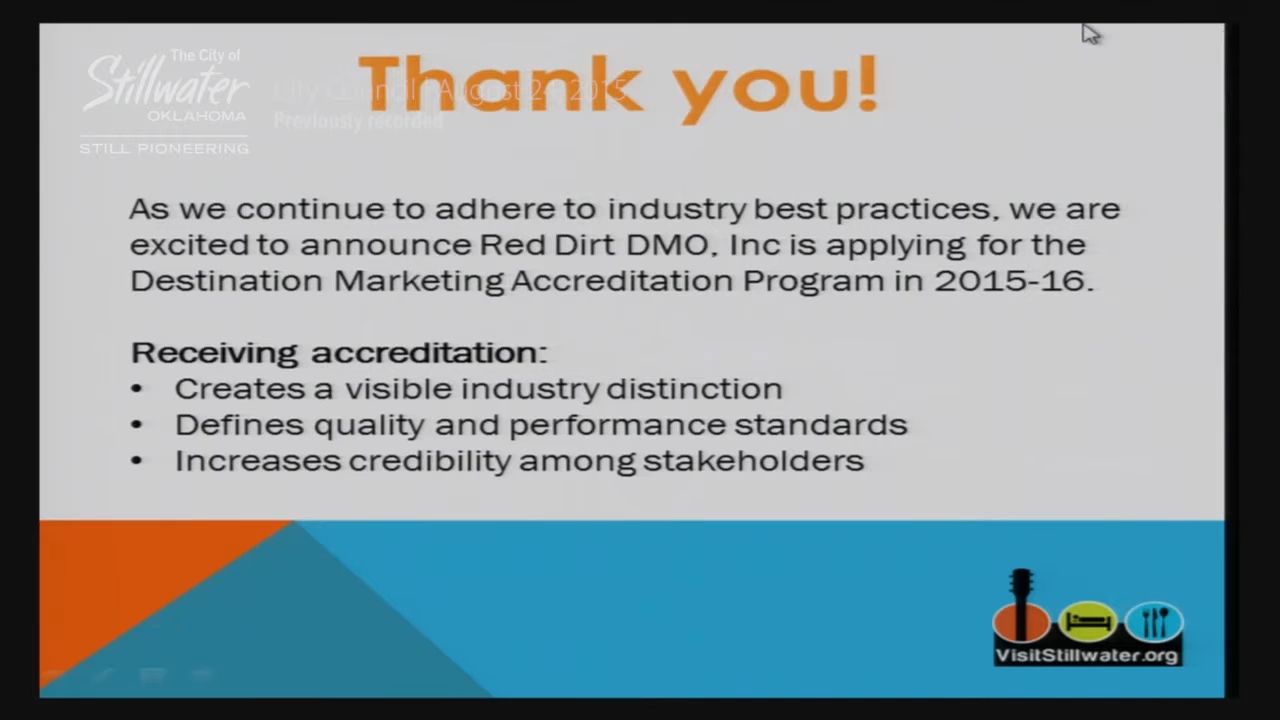 The City of
Stillwater
OKLAHOMA
STILL PIONEERING
City Council | August 24, 2015
Previously recorded
Thank you!
As we continue to adhere to industry best practices, we are
excited to announce Red Dirt DMO, Inc is applying for the
Destination Marketing Accreditation Program in 2015-16.
Receiving accreditation:
• Creates a visible industry distinction
• Defines quality and performance standards
• Increases credibility among stakeholders
VisitStillwater.org